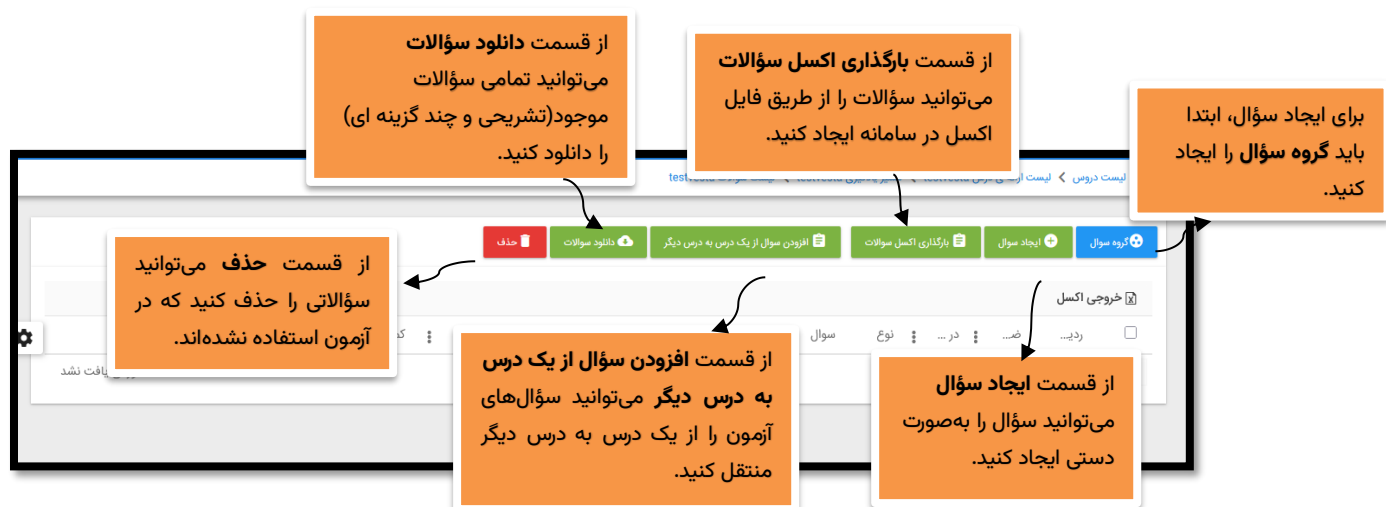 از قسمت دانلود سؤالات
می‌توانید تمامی سؤالات
موجود(تشریحی و چند گزینه ای)
را دانلود کنید.
از قسمت بارگذاری اکسل سؤالات
می‌توانید سؤالات را از طریق فایل
اکسل در سامانه ایجاد کنید.
برای ایجاد سؤال، ابتدا
باید گروه سؤال را ایجاد
کنید.
لیست دروس
گروه سوال
ایجاد سوال
بارگذاری اکسل سوالات
افزودن سوال از یک درس به درس دیگر
دانلود سوالات
حذف
خروجی اکسل
ردیـ... ضـ... در ... نوع سوال
یافت نشد
از قسمت حذف می‌توانید
سؤالاتی را حذف کنید که در
آزمون استفاده نشده‌اند.
از قسمت افزودن سؤال از یک درس
به درس دیگر می‌توانید سؤال‌های
آزمون را از یک درس به درس دیگر
منتقل کنید.
از قسمت ایجاد سؤال
می‌توانید سؤال را به‌صورت
دستی ایجاد کنید.